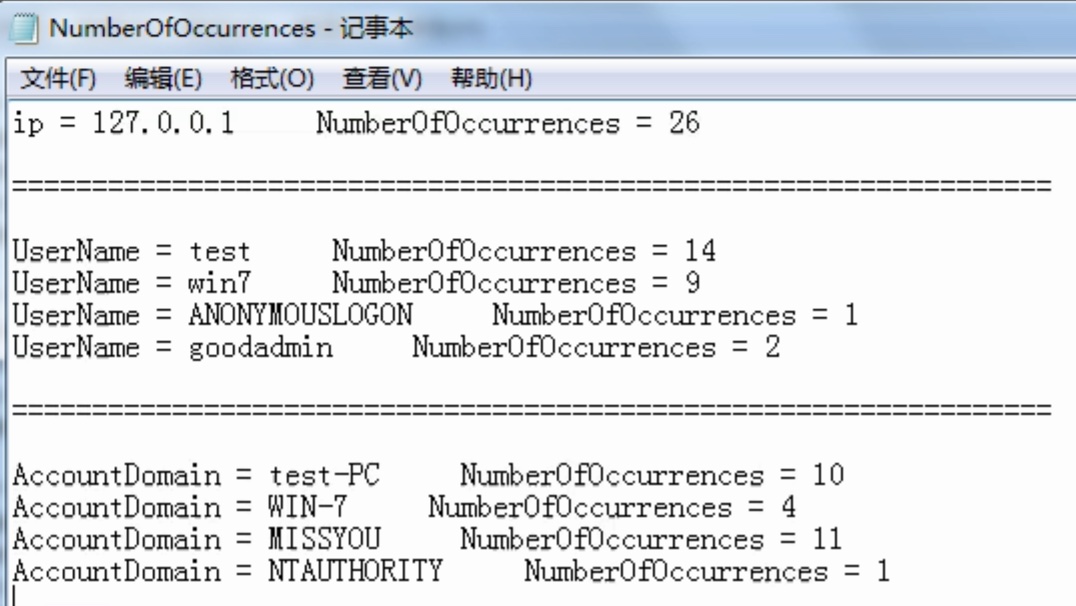 NumberOfOccurrences - 记事本
文件(F) 编辑(E) 格式(O) 查看(V) 帮助(H)
ip = 127.0.0.1     NumberOfOccurrences = 26
=================================================================
UserName = test     NumberOfOccurrences = 14
UserName = win7     NumberOfOccurrences = 9
UserName = ANONYMOUSLOGON     NumberOfOccurrences = 1
UserName = goodadmin     NumberOfOccurrences = 2
=================================================================
AccountDomain = test-PC     NumberOfOccurrences = 10
AccountDomain = WIN-7     NumberOfOccurrences = 4
AccountDomain = MISSYOU     NumberOfOccurrences = 11
AccountDomain = NTAUTHORITY     NumberOfOccurrences = 1